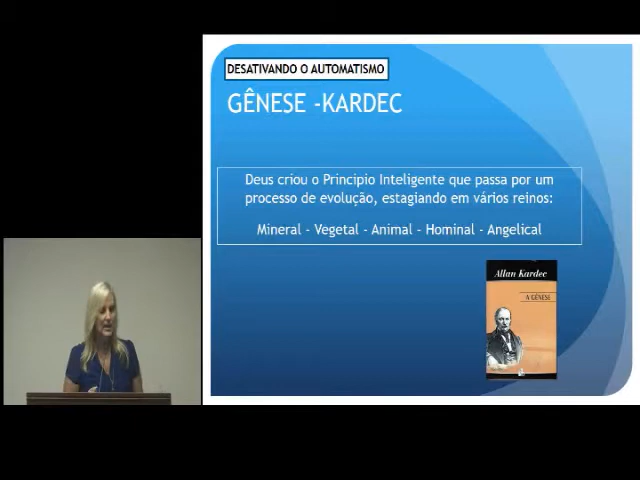 DESATIVANDO O AUTOMATISMO
GÊNESE -KARDEC
Deus criou o Principio Inteligente que passa por um
processo de evolução, estagiando em vários reinos:
Mineral - Vegetal - Animal - Hominal - Angelical
Allan Kardec
A GÊNESE